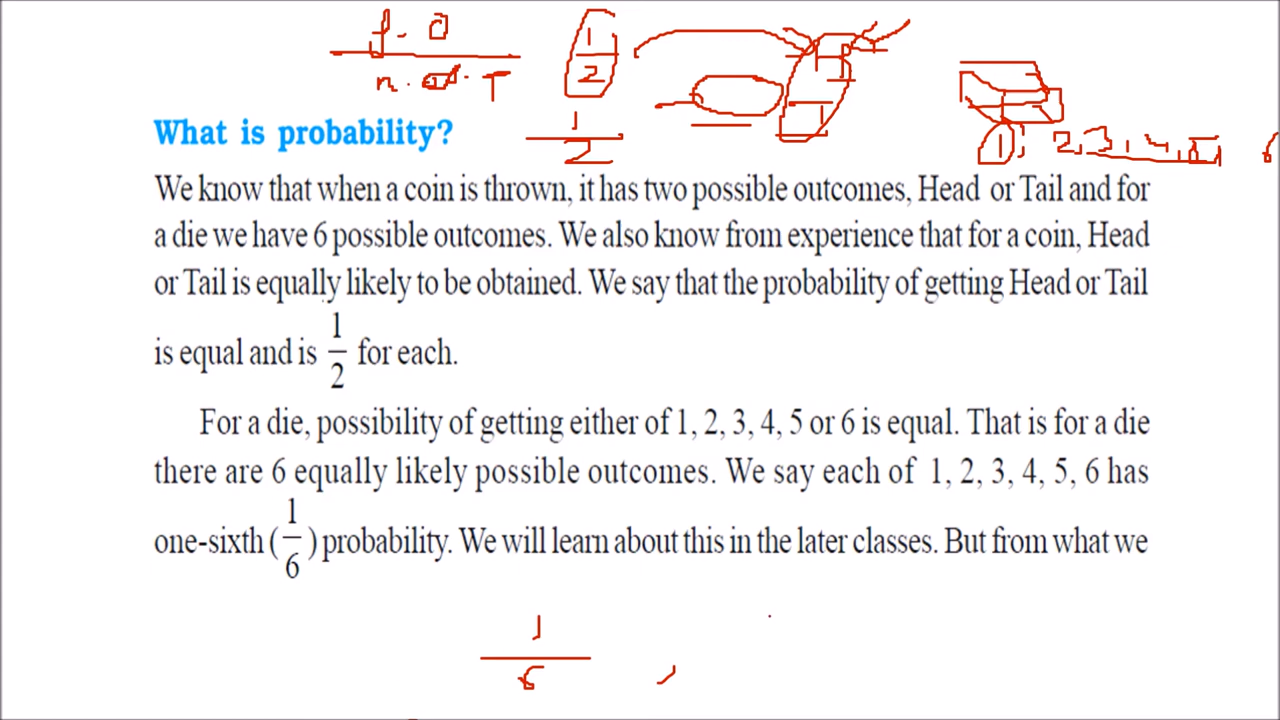 f. O
n. O. T
1
2
1
2
H
T
1, 2, 3, 4, 5, 6
What is probability?
We know that when a coin is thrown, it has two possible outcomes, Head or Tail and for
a die we have 6 possible outcomes. We also know from experience that for a coin, Head
or Tail is equally likely to be obtained. We say that the probability of getting Head or Tail
is equal and is 1/2 for each.
For a die, possibility of getting either of 1, 2, 3, 4, 5 or 6 is equal. That is for a die
there are 6 equally likely possible outcomes. We say each of 1, 2, 3, 4, 5, 6 has
one-sixth (1/6) probability. We will learn about this in the later classes. But from what we
1
6